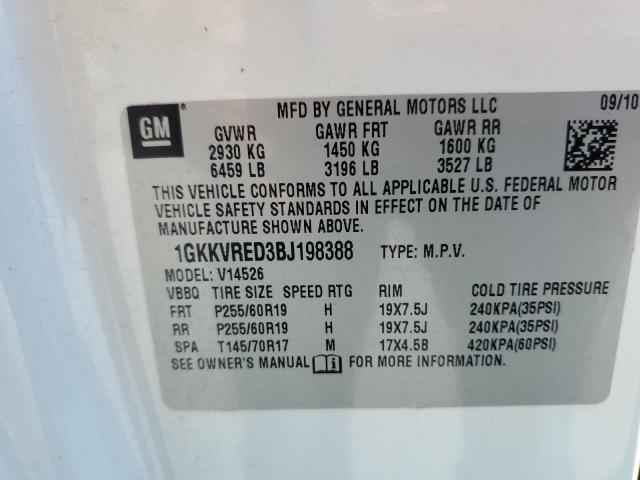 MFD BY GENERAL MOTORS LLC 09/10
GM
GVWR GAWR FRT GAWR RR
2930 KG 1450 KG 1600 KG
6459 LB 3196 LB 3527 LB
THIS VEHICLE CONFORMS TO ALL APPLICABLE U.S. FEDERAL MOTOR
VEHICLE SAFETY STANDARDS IN EFFECT ON THE DATE OF
MANUFACTURE SHOWN ABOVE.
1GKKVRED3BJ198388 TYPE: M.P.V.
MODEL: V14526
VBBQ TIRE SIZE SPEED RTG RIM COLD TIRE PRESSURE
FRT P255/60R19 H 19X7.5J 240KPA(35PSI)
RR P255/60R19 H 19X7.5J 240KPA(35PSI)
SPA T145/70R17 M 17X4.5B 420KPA(60PSI)
SEE OWNER'S MANUAL i FOR MORE INFORMATION.